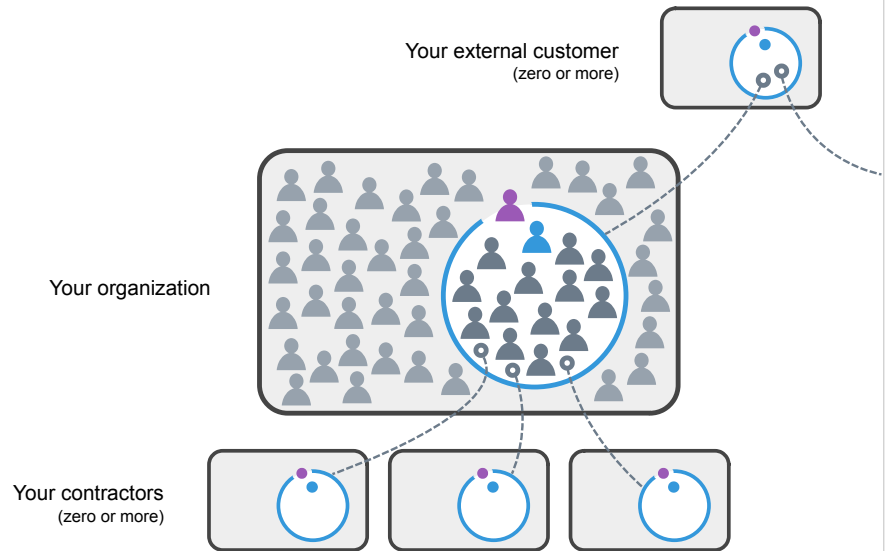 Your external customer
(zero or more)
Your organization
Your contractors
(zero or more)